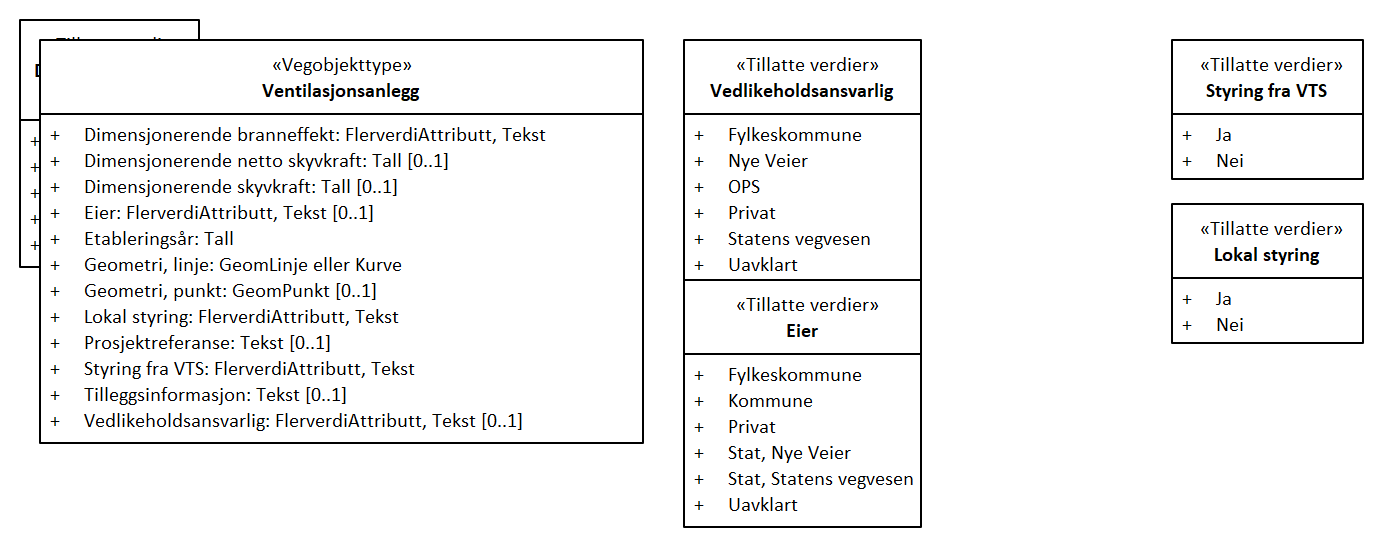 «Vegobjekttype»
Ventilasjonsanlegg
+ Dimensjonerende branneffekt: FlerverdiAttributt, Tekst
+ Dimensjonerende netto skyvkraft: Tall [0..1]
+ Dimensjonerende skyvkraft: Tall [0..1]
+ Eier: FlerverdiAttributt, Tekst [0..1]
+ Etableringsår: Tall
+ Geometri, linje: GeomLinje eller Kurve
+ Geometri, punkt: GeomPunkt [0..1]
+ Lokal styring: FlerverdiAttributt, Tekst
+ Prosjektreferanse: Tekst [0..1]
+ Styring fra VTS: FlerverdiAttributt, Tekst
+ Tilleggsinformasjon: Tekst [0..1]
+ Vedlikeholdsansvarlig: FlerverdiAttributt, Tekst [0..1]
«Tillatte verdier»
Vedlikeholdsansvarlig
+ Fylkeskommune
+ Nye Veier
+ OPS
+ Privat
+ Statens vegvesen
+ Uavklart
«Tillatte verdier»
Eier
+ Fylkeskommune
+ Kommune
+ Privat
+ Stat, Nye Veier
+ Stat, Statens vegvesen
+ Uavklart
«Tillatte verdier»
Styring fra VTS
+ Ja
+ Nei
«Tillatte verdier»
Lokal styring
+ Ja
+ Nei